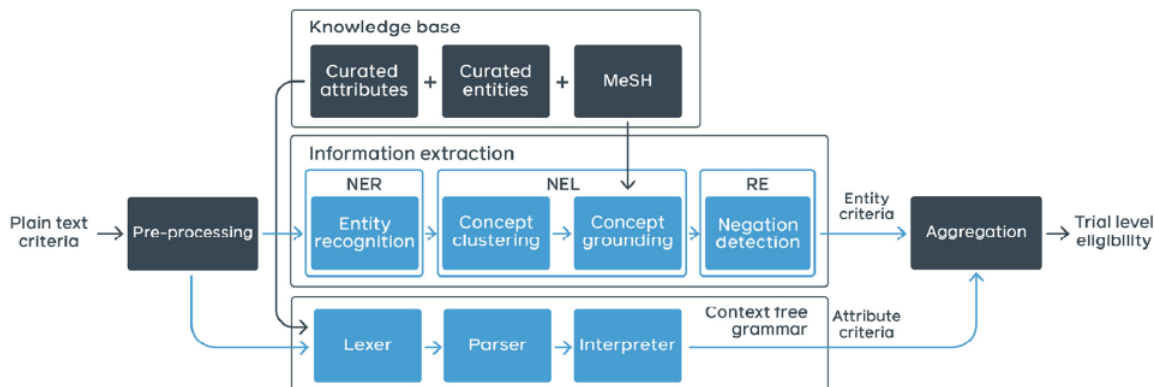 Knowledge base
Curated
attributes
+
Curated
entities
+
MeSH
Information extraction
NER
NEL
RE
Plain text
criteria
Pre-processing
Entity
recognition
Concept
clustering
Concept
grounding
Negation
detection
Entity
criteria
Aggregation
Trial level
eligibility
Context free
grammar
Attribute
criteria
Lexer
Parser
Interpreter